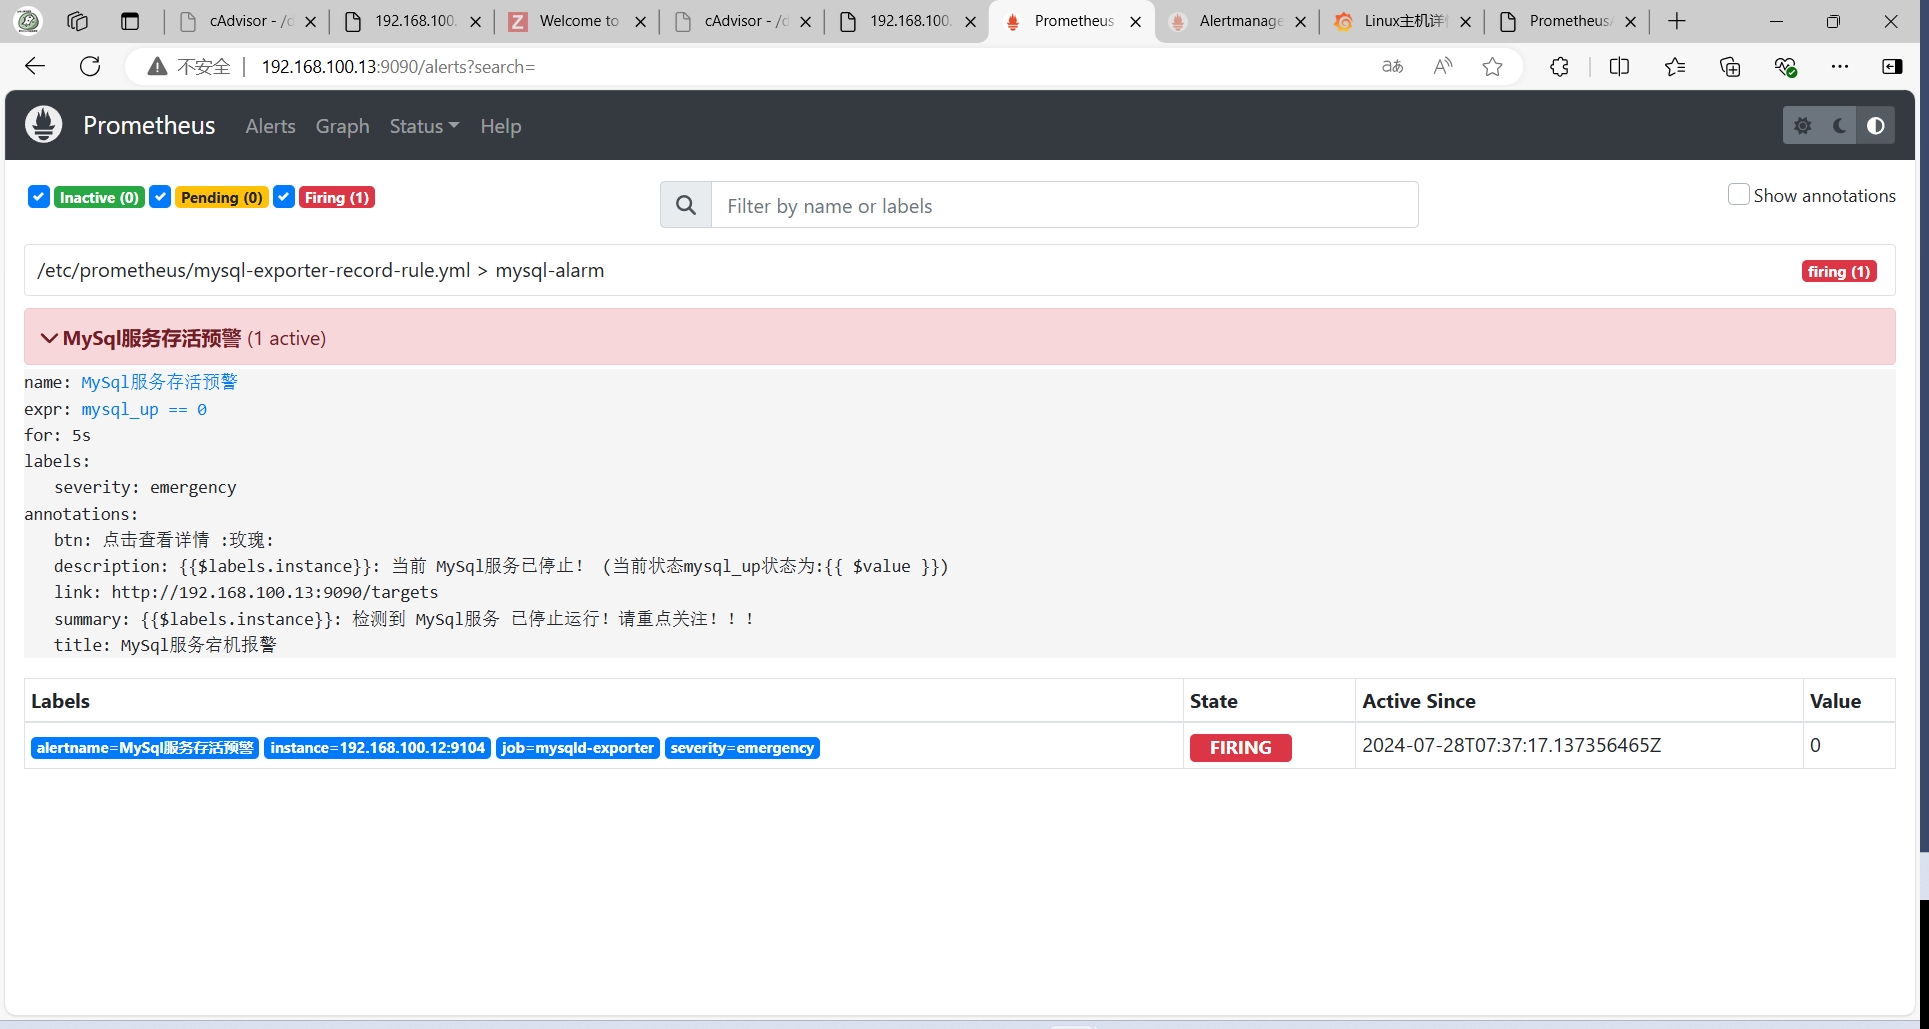 cAdvisor - /d
192.168.100.
Welcome to
cAdvisor - /d
192.168.100.
Prometheus
Alertmanage
Linux主机详情
Prometheus/
不安全 192.168.100.13:9090/alerts?search=
Prometheus Alerts Graph Status Help
Inactive (0) Pending (0) Firing (1)
Filter by name or labels
Show annotations
/etc/prometheus/mysql-exporter-record-rule.yml > mysql-alarm
firing (1)
MySql服务存活预警 (1 active)
name: MySql服务存活预警
expr: mysql_up == 0
for: 5s
labels:
severity: emergency
annotations:
btn: 点击查看详情 :玫瑰:
description: {{$labels.instance}}: 当前 MySql服务已停止! (当前状态mysql_up状态为:{{ $value }})
link: http://192.168.100.13:9090/targets
summary: {{$labels.instance}}: 检测到 MySql服务 已停止运行！请重点关注！！！
title: MySql服务宕机报警
Labels State Active Since Value
alertname=MySql服务存活预警 instance=192.168.100.12:9104 job=mysqld-exporter severity=emergency FIRING 2024-07-28T07:37:17.137356465Z 0